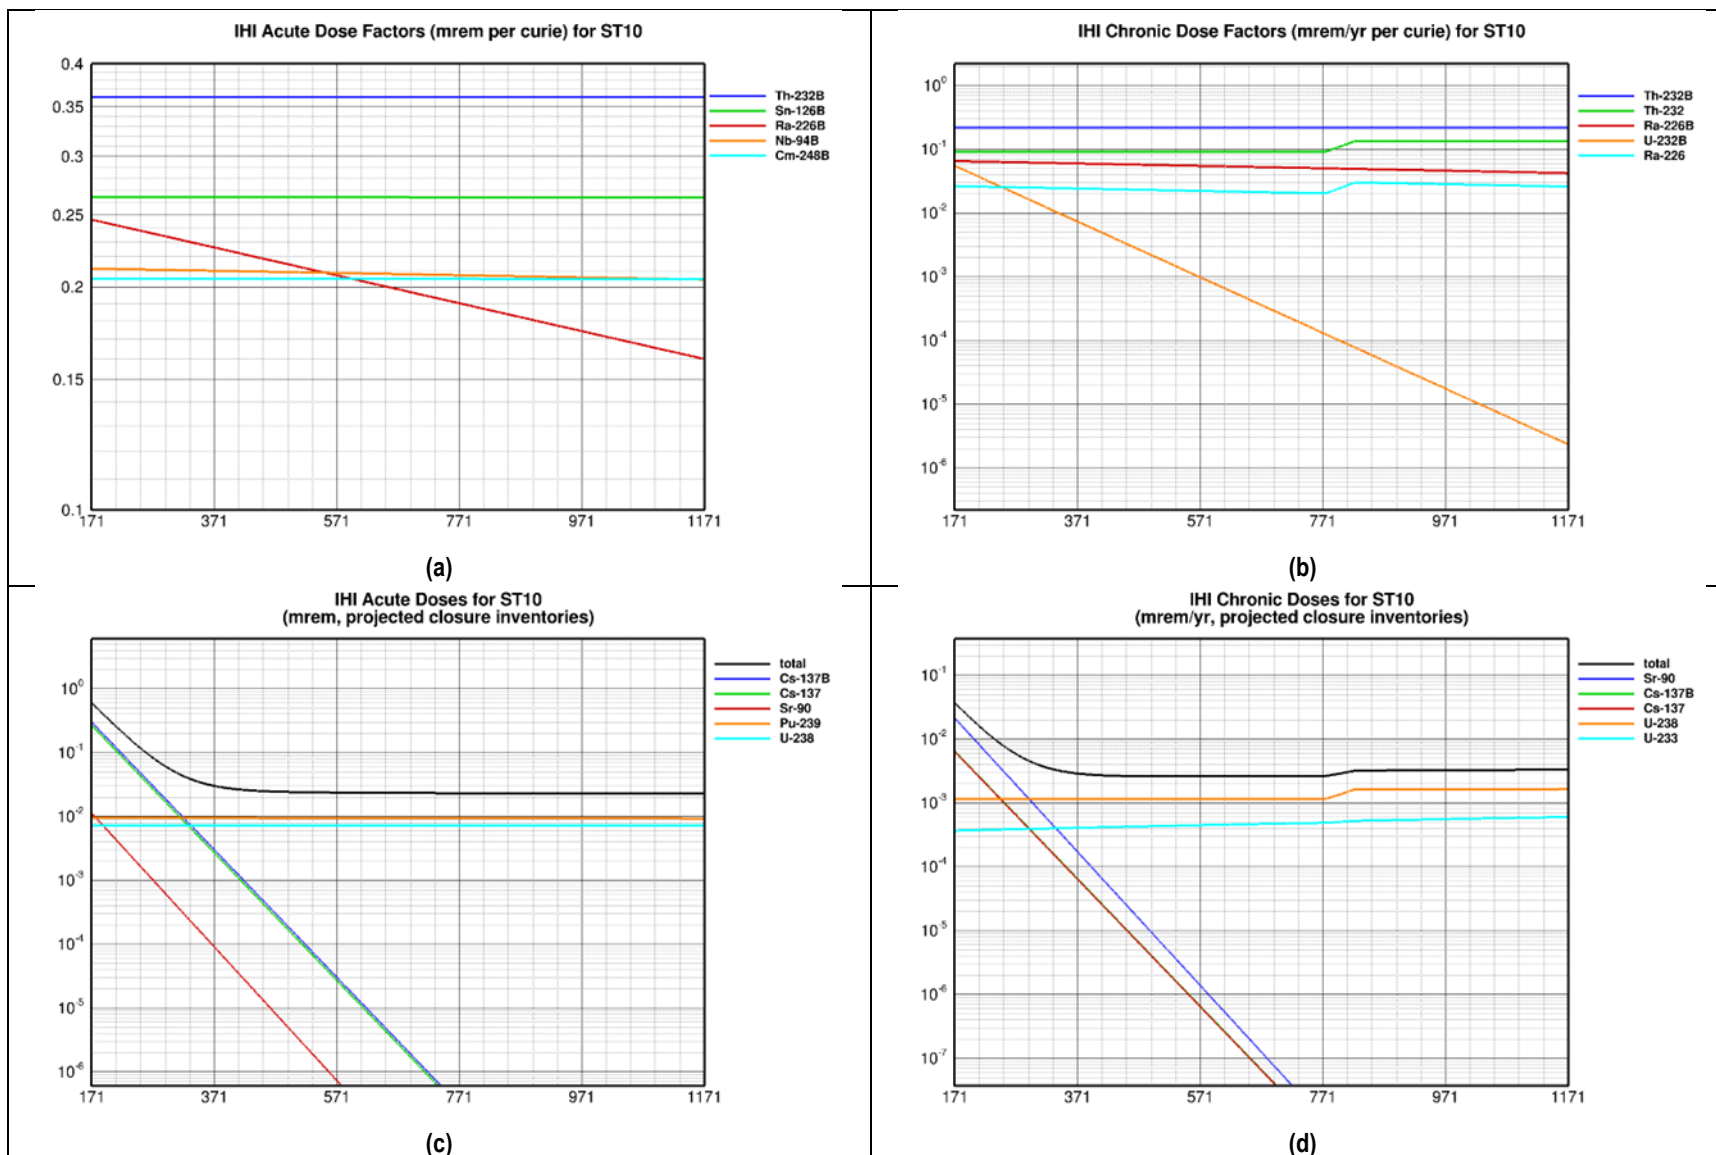 IHI Acute Dose Factors (mrem per curie) for ST10
0.4
0.35
0.3
0.25
0.2
0.15
0.1
171 371 571 771 971 1171
Th-232B
Sn-126B
Ra-226B
Nb-94B
Cm-248B
(a)
IHI Chronic Dose Factors (mrem/yr per curie) for ST10
10^0
10^-1
10^-2
10^-3
10^-4
10^-5
10^-6
171 371 571 771 971 1171
Th-232B
Th-232
Ra-226B
U-232B
Ra-226
(b)
IHI Acute Doses for ST10
(mrem, projected closure inventories)
10^0
10^-1
10^-2
10^-3
10^-4
10^-5
10^-6
171 371 571 771 971 1171
total
Cs-137B
Cs-137
Sr-90
Pu-239
U-238
(c)
IHI Chronic Doses for ST10
(mrem/yr, projected closure inventories)
10^-1
10^-2
10^-3
10^-4
10^-5
10^-6
10^-7
171 371 571 771 971 1171
total
Sr-90
Cs-137B
Cs-137
U-238
U-233
(d)